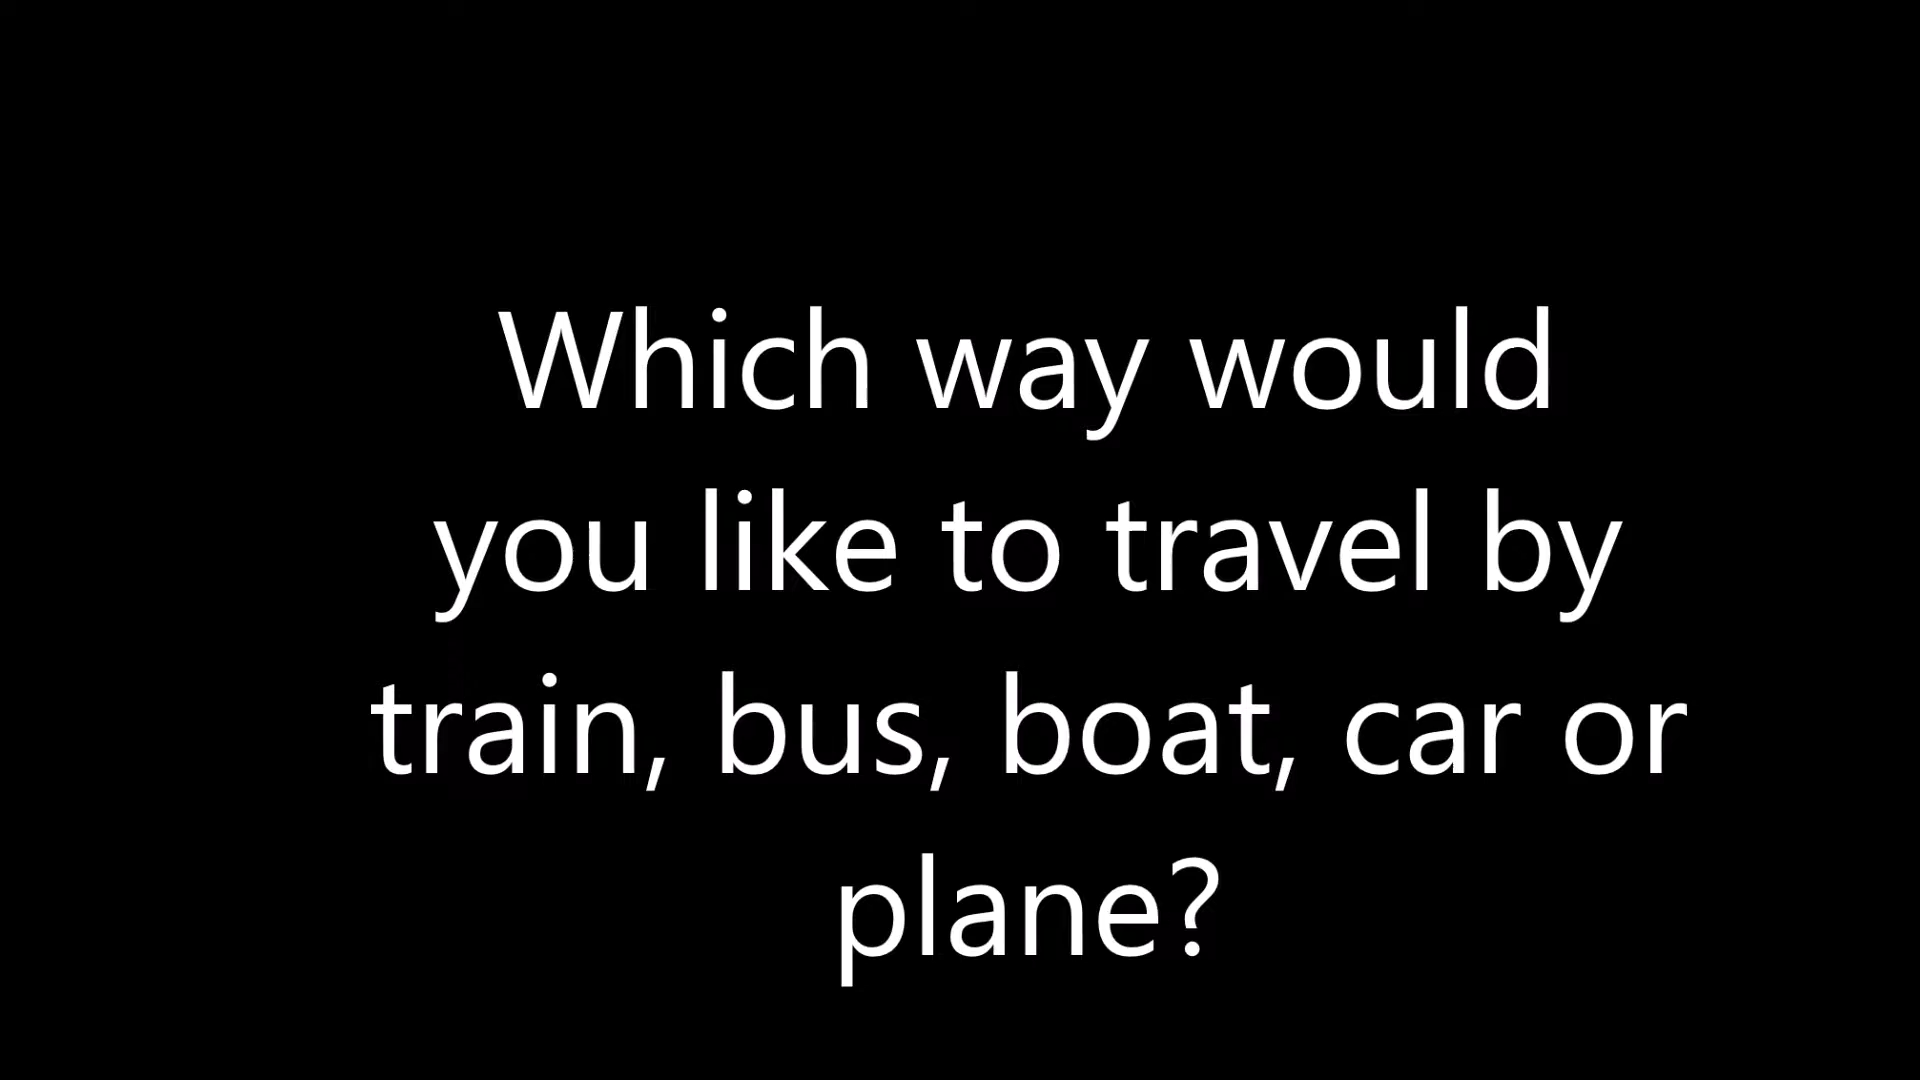 Which way would
you like to travel by
train, bus, boat, car or
plane?